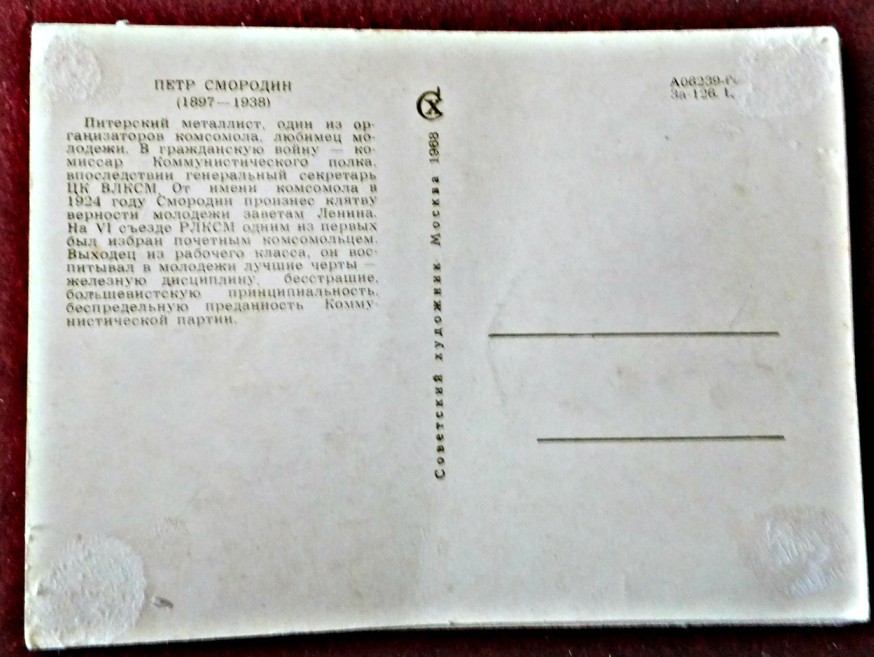 ПЕТР СМОРОДИН
(1897—1938)
Питерский металлист, один из ор-
ганизаторов комсомола, любимец мо-
лодежи. В гражданскую войну — ко-
миссар Коммунистического полка,
впоследствии генеральный секретарь
ЦК ВЛКСМ. От имени комсомола в
1924 году Смородин произнес клятву
верности молодежи заветам Ленина.
На VI съезде РЛКСМ одним из первых
был избран почетным комсомольцем.
Выходец из рабочего класса, он вос-
питывал в молодежи лучшие черты —
железную дисциплину, бесстрашие,
большевистскую принципиальность,
беспредельную преданность Комму-
нистической партии.
Советский художник. Москва 1968
А06239